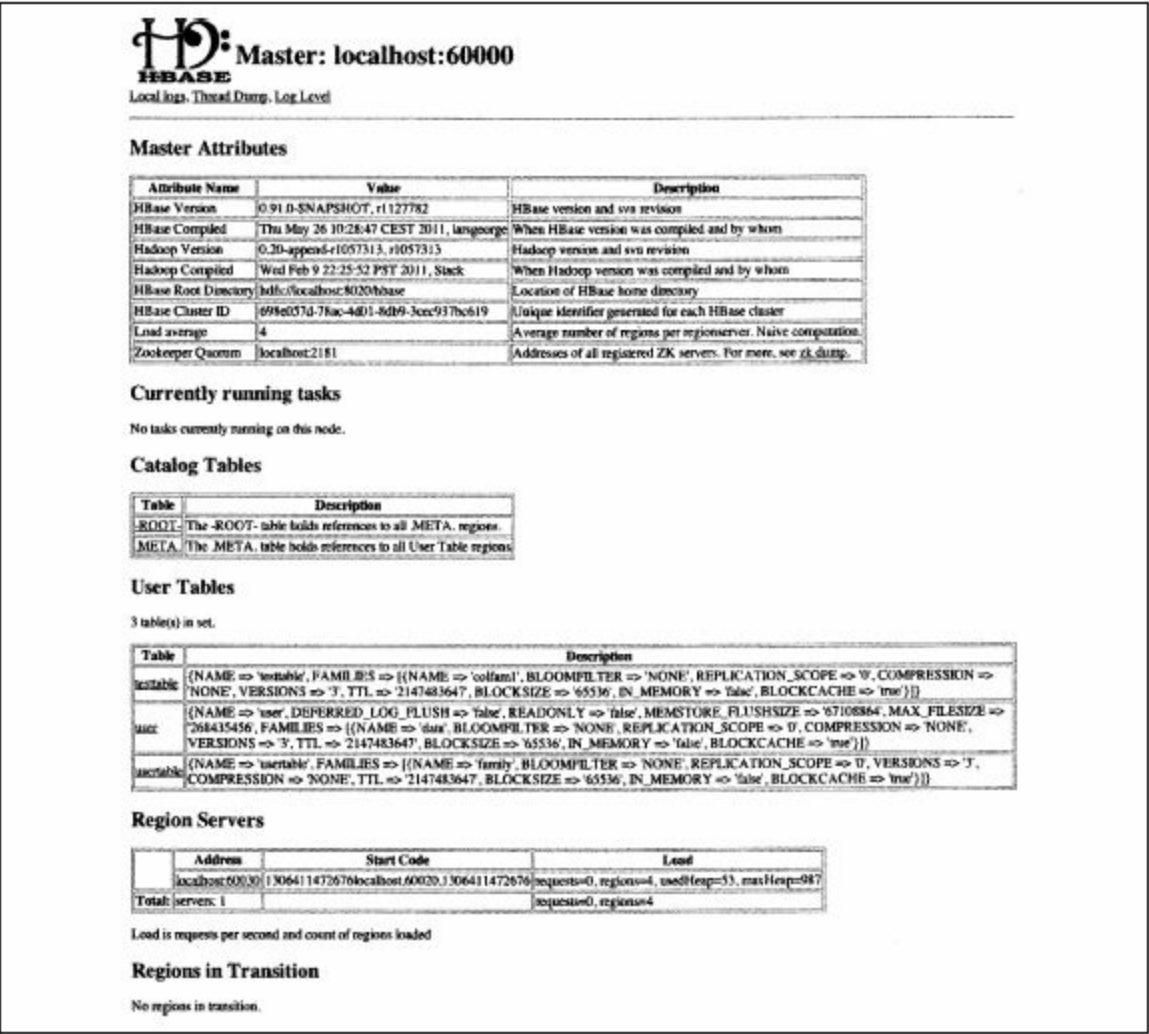 HBASE
Master: localhost:60000
Local logs, Thread Dump, Log Level
Master Attributes
Attribute Name Value Description
HBase Version 0.91.0-SNAPSHOT, r1127782 HBase version and svn revision
HBase Compiled Thu May 26 10:28:47 CEST 2011, larsgeorge When HBase version was compiled and by whom
Hadoop Version 0.20-append-r1057313, r1057313 Hadoop version and svn revision
Hadoop Compiled Wed Feb 9 22:25:52 PST 2011, Stack When Hadoop version was compiled and by whom
HBase Root Directory hdfs://localhost:8020/hbase Location of HBase home directory
HBase Cluster ID 698e057d-78ac-4d01-8db9-3cec937bc619 Unique identifier generated for each HBase cluster
Load average 4 Average number of regions per regionserver. Naive computation.
Zookeeper Quorum localhost:2181 Addresses of all registered ZK servers. For more, see zk dump.
Currently running tasks
No tasks currently running on this node.
Catalog Tables
Table Description
-ROOT- The -ROOT- table holds references to all .META. regions.
.META. The .META. table holds references to all User Table regions
User Tables
3 table(s) in set.
Table Description
testtable {NAME => 'testtable', FAMILIES => [{NAME => 'colfam1', BLOOMFILTER => 'NONE', REPLICATION_SCOPE => '0', COMPRESSION =>
'NONE', VERSIONS => '3', TTL => '2147483647', BLOCKSIZE => '65536', IN_MEMORY => 'false', BLOCKCACHE => 'true'}]}
user {NAME => 'user', DEFERRED_LOG_FLUSH => 'false', READONLY => 'false', MEMSTORE_FLUSHSIZE => '67108864', MAX_FILESIZE =>
'268435456', FAMILIES => [{NAME => 'data', BLOOMFILTER => 'NONE', REPLICATION_SCOPE => '0', COMPRESSION => 'NONE',
VERSIONS => '3', TTL => '2147483647', BLOCKSIZE => '65536', IN_MEMORY => 'false', BLOCKCACHE => 'true'}]}
usertable {NAME => 'usertable', FAMILIES => [{NAME => 'family', BLOOMFILTER => 'NONE', REPLICATION_SCOPE => '0', VERSIONS => '3',
COMPRESSION => 'NONE', TTL => '2147483647', BLOCKSIZE => '65536', IN_MEMORY => 'false', BLOCKCACHE => 'true'}]}
Region Servers
Address Start Code Load
localhost:60030 1306411472676localhost,60020,1306411472676 requests=0, regions=4, usedHeap=53, maxHeap=987
Total: servers: 1 requests=0, regions=4
Load is requests per second and count of regions loaded
Regions in Transition
No regions in transition.